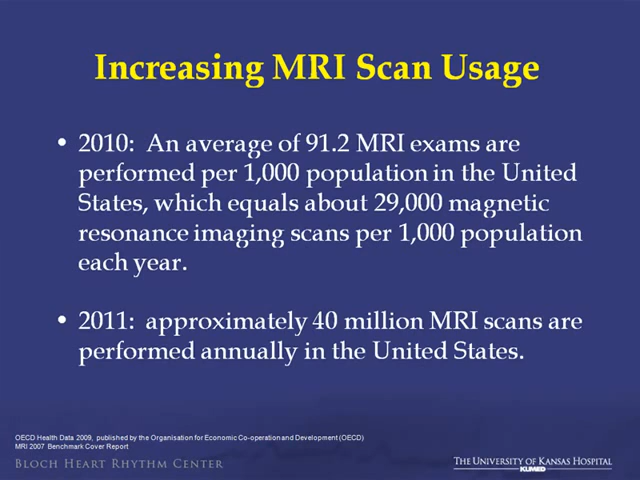 Increasing MRI Scan Usage
• 2010: An average of 91.2 MRI exams are
performed per 1,000 population in the United
States, which equals about 29,000 magnetic
resonance imaging scans per 1,000 population
each year.
• 2011: approximately 40 million MRI scans are
performed annually in the United States.
OECD Health Data 2009, published by the Organisation for Economic Co-operation and Development (OECD)
MRI 2007 Benchmark Cover Report
BLOCH HEART RHYTHM CENTER
THE UNIVERSITY OF KANSAS HOSPITAL
KUMED